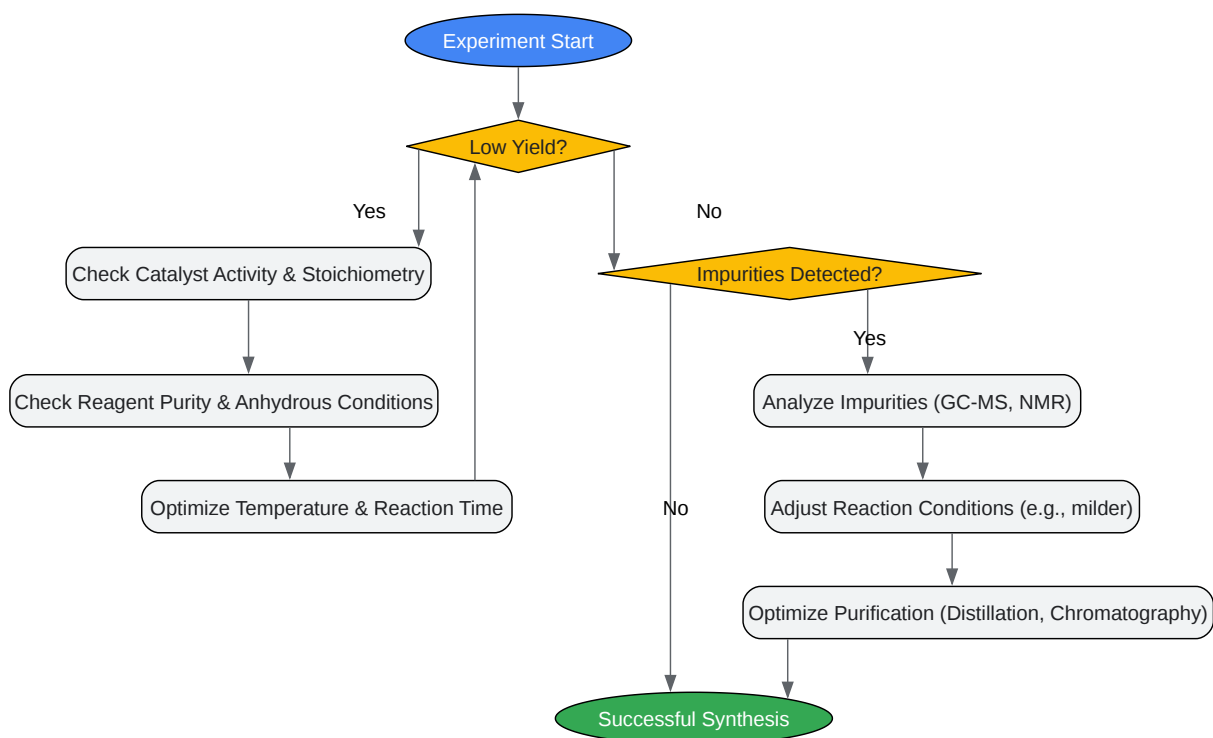 Experiment Start
Low Yield?
Yes
No
Check Catalyst Activity & Stoichiometry
Impurities Detected?
Yes
Check Reagent Purity & Anhydrous Conditions
Analyze Impurities (GC-MS, NMR)
Optimize Temperature & Reaction Time
No
Adjust Reaction Conditions (e.g., milder)
Optimize Purification (Distillation, Chromatography)
Successful Synthesis